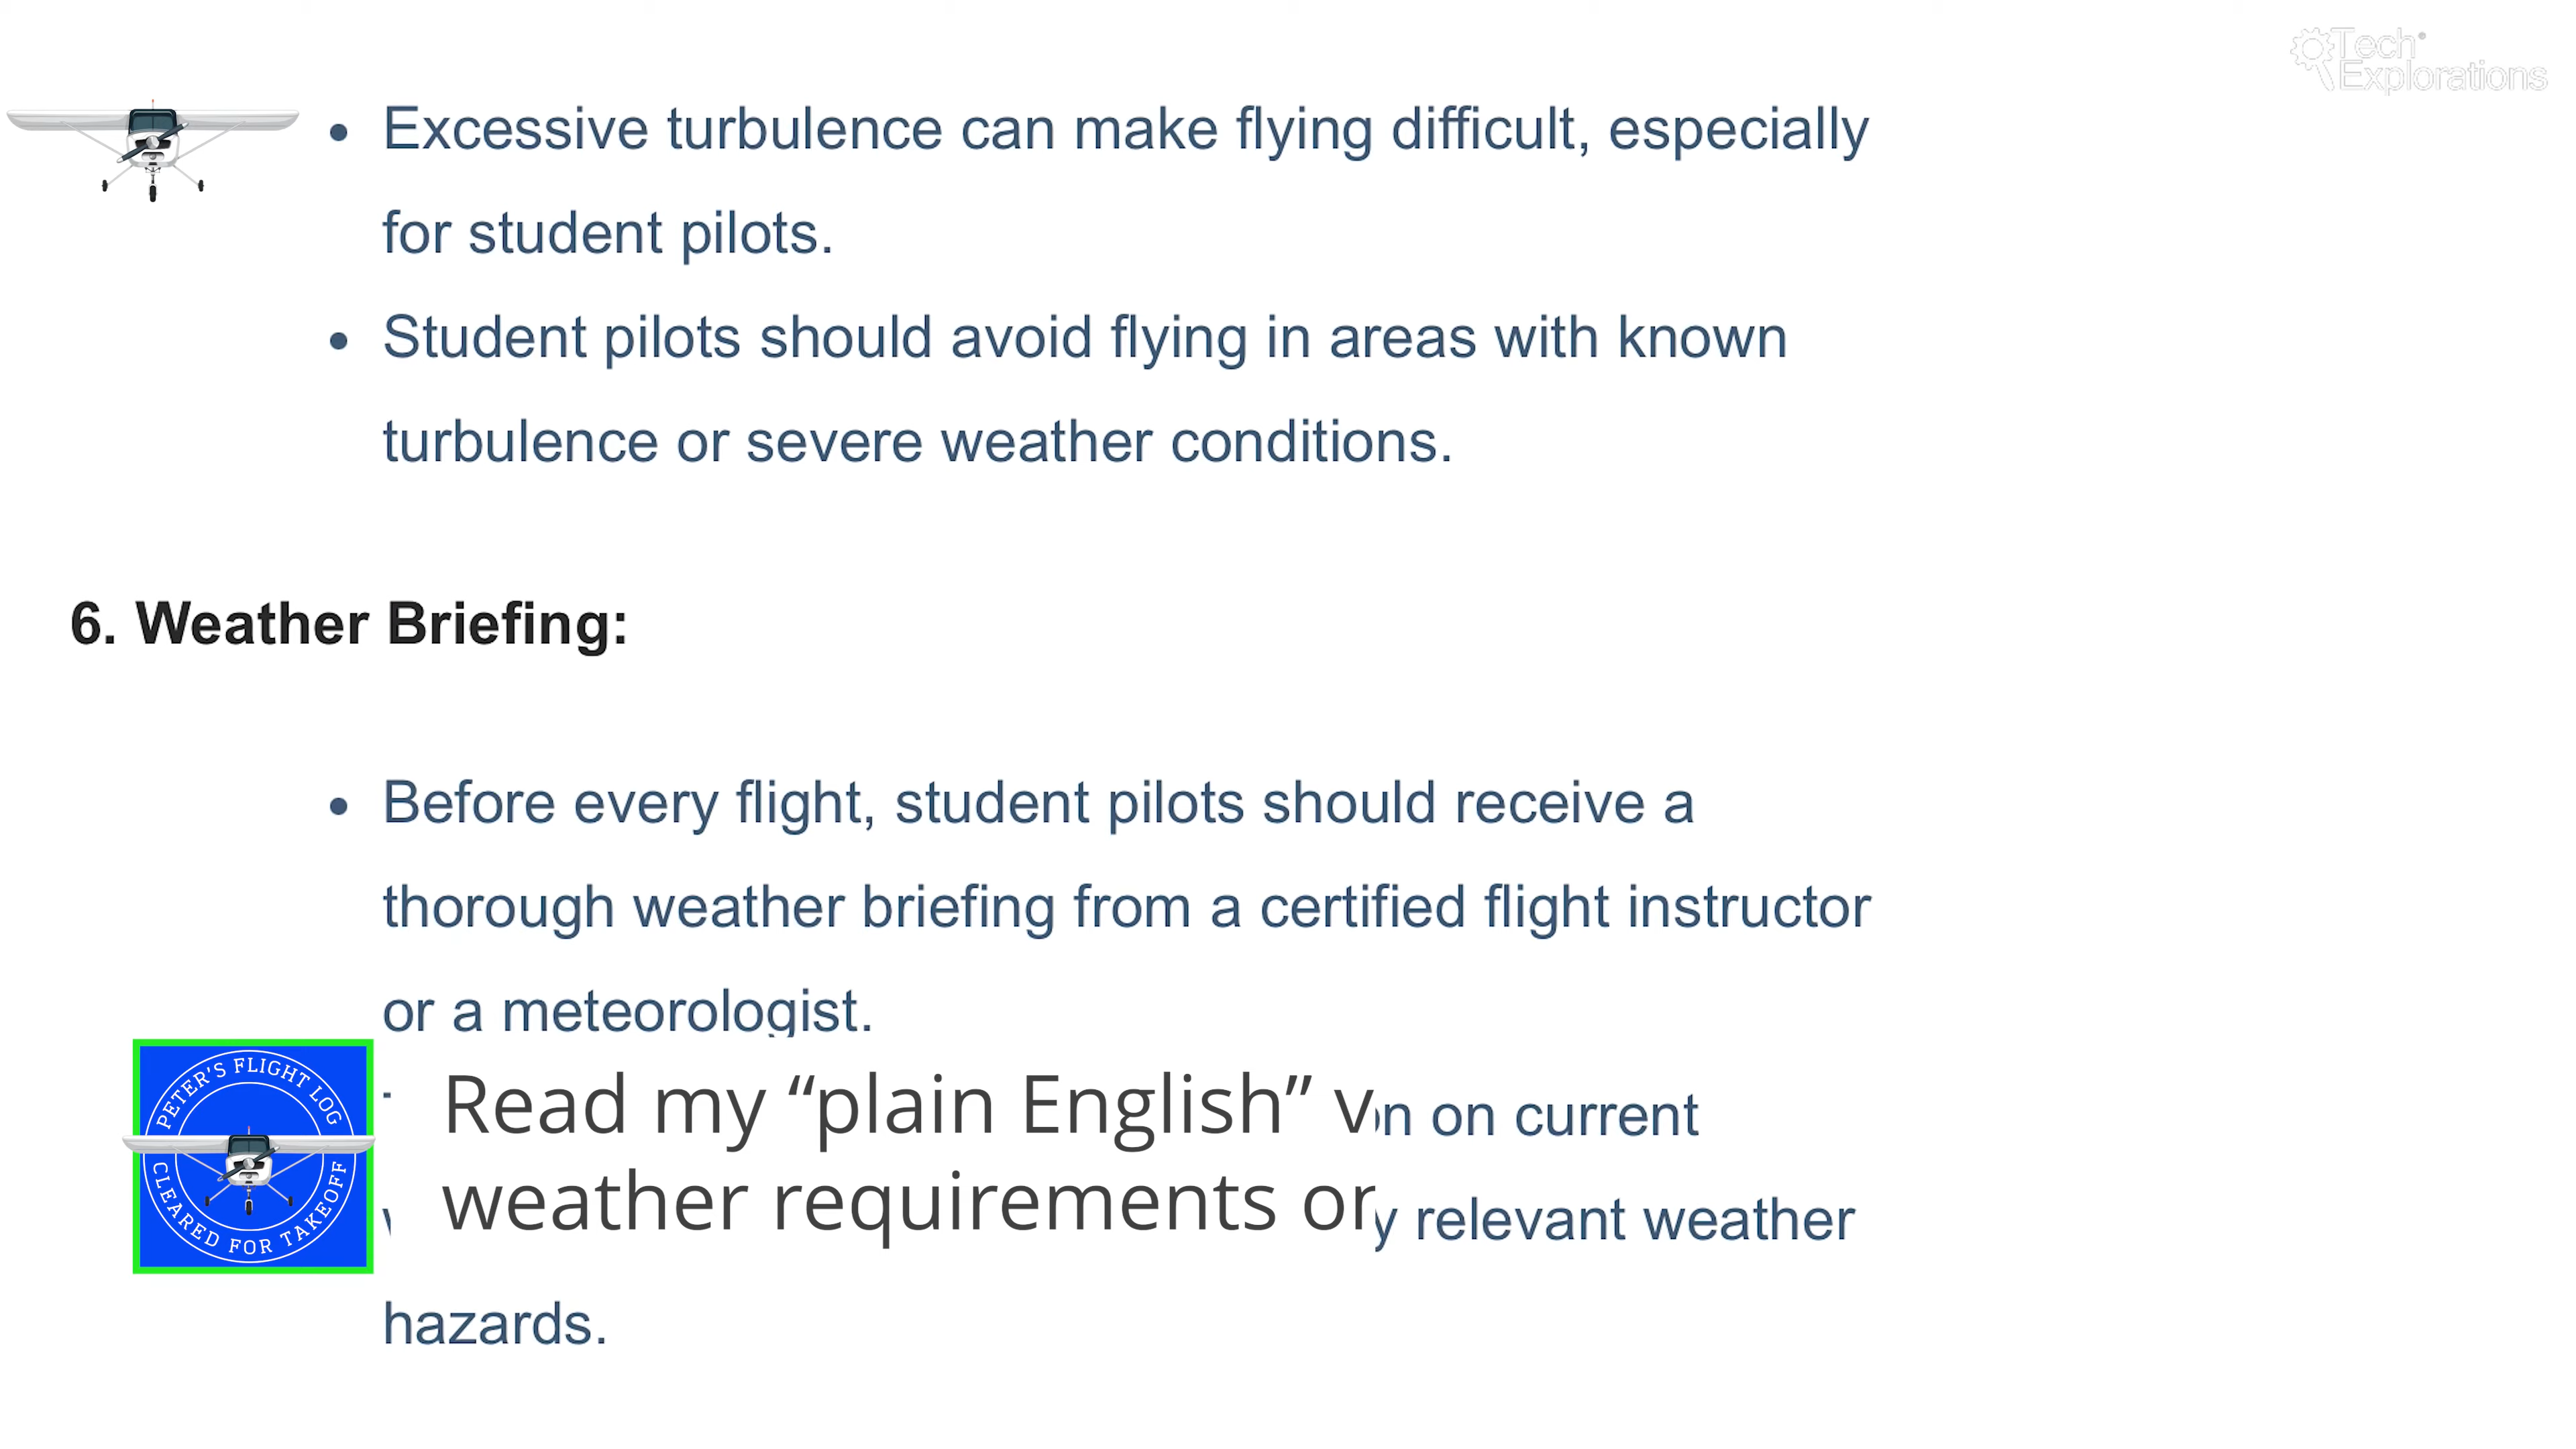 Tech
Explorations
• Excessive turbulence can make flying difficult, especially
for student pilots.
• Student pilots should avoid flying in areas with known
turbulence or severe weather conditions.
6. Weather Briefing:
• Before every flight, student pilots should receive a
thorough weather briefing from a certified flight instructor
or a meteorologist.
PETER'S FLIGHT LOG
CLEARED FOR TAKEOFF
Read my “plain English”
weather requirements
on current
relevant weather
hazards.